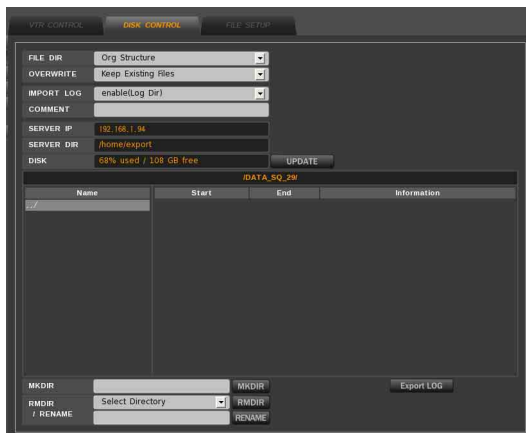 VTR CONTROL DISK CONTROL FILE SETUP
FILE DIR Org Structure
OVERWRITE Keep Existing Files
IMPORT LOG enable(Log Dir)
COMMENT
SERVER IP 192.168.1.94
SERVER DIR /home/export
DISK 68% used / 108 GB free UPDATE
/DATA_SQ_29/
Name Start End Information
../
MKDIR MKDIR Export LOG
RMDIR Select Directory RMDIR
/ RENAME RENAME